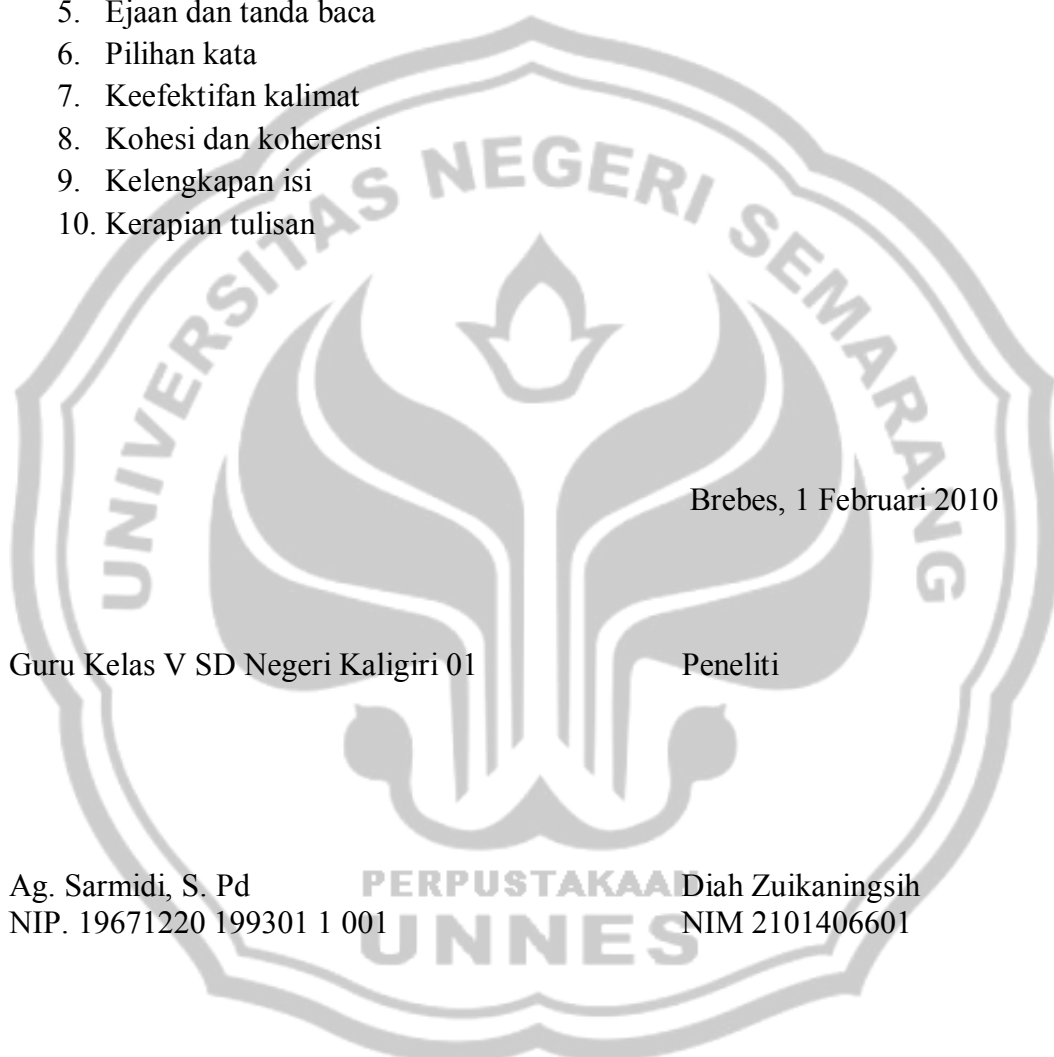 5. Ejaan dan tanda baca
6. Pilihan kata
7. Keefektifan kalimat
8. Kohesi dan koherensi
9. Kelengkapan isi
10. Kerapian tulisan
UNIVERSITAS NEGERI SEMARANG
Brebes, 1 Februari 2010
Guru Kelas V SD Negeri Kaligiri 01 Peneliti
Ag. Sarmidi, S. Pd Diah Zuikaningsih
NIP. 19671220 199301 1 001 NIM 2101406601
PERPUSTAKAAN
UNNES